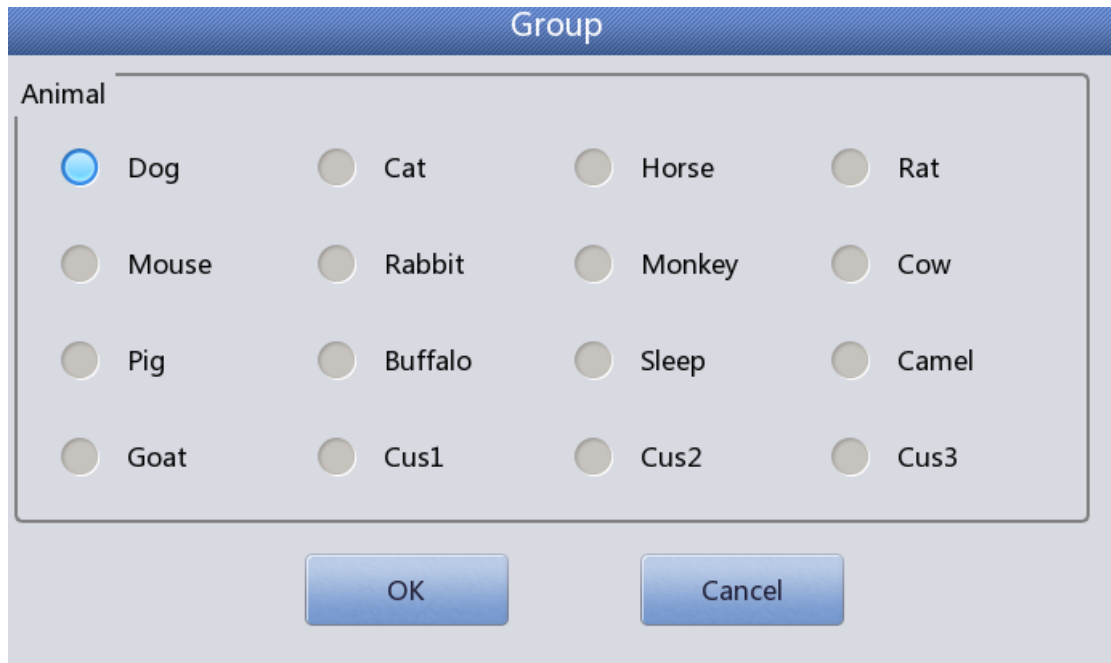 Group
Animal
Dog Cat Horse Rat
Mouse Rabbit Monkey Cow
Pig Buffalo Sleep Camel
Goat Cus1 Cus2 Cus3
OK Cancel